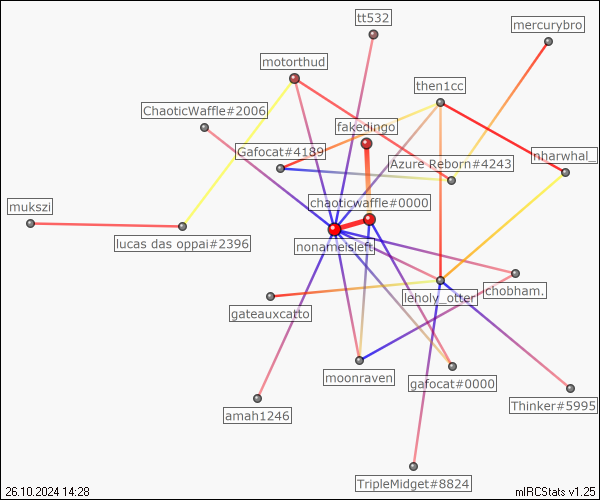 tt532
mercurybro
motorthud
then1cc
ChaoticWaffle#2006
fakedingo
Gafocat#4189
nharwhal_
Azure Reborn#4243
chaoticwaffle#0000
mukszi
lucas das oppai#2396
nonameisleft
leholy_otter
chobham.
gateauxcatto
moonraven
gafocat#0000
Thinker#5995
amah1246
TripleMidget#8824
26.10.2024 14:28
mIRCStats v1.25